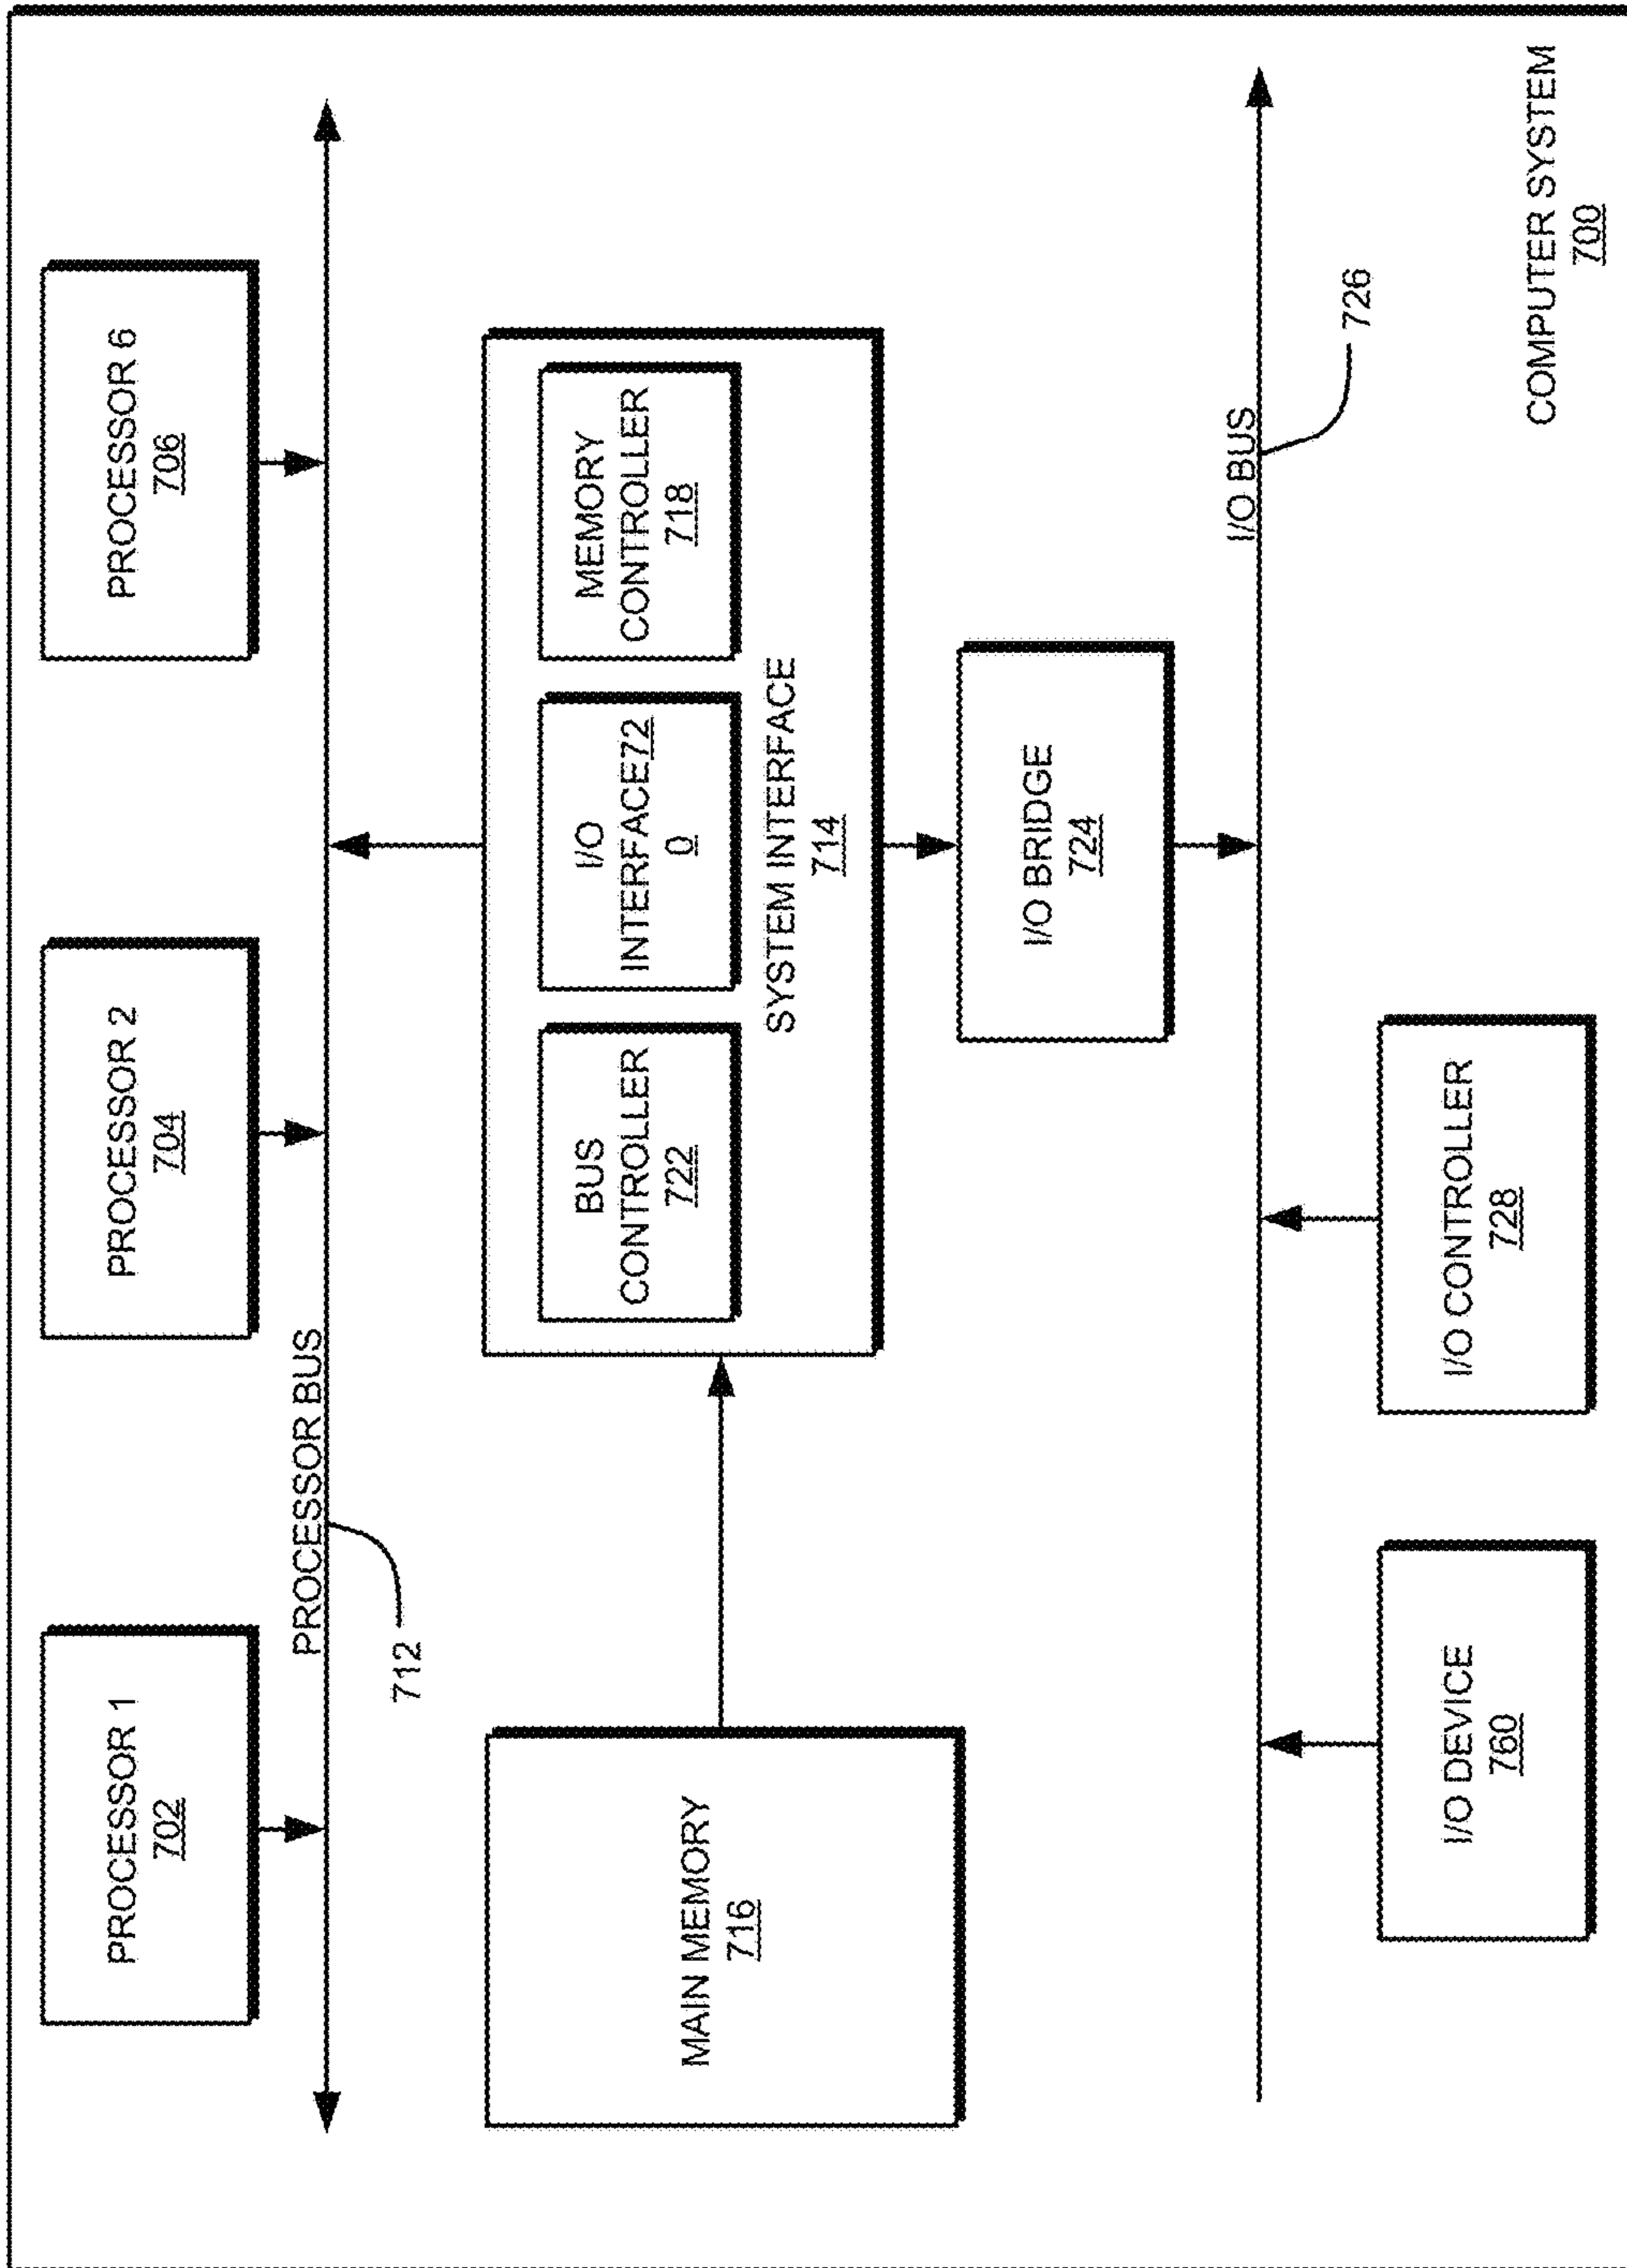 PROCESSOR 1
702
PROCESSOR 2
704
PROCESSOR 6
706
PROCESSOR BUS
712
MAIN MEMORY
716
BUS
CONTROLLER
722
I/O
INTERFACE72
0
MEMORY
CONTROLLER
718
SYSTEM INTERFACE
714
I/O BRIDGE
724
I/O BUS
726
I/O DEVICE
760
I/O CONTROLLER
728
COMPUTER SYSTEM
700